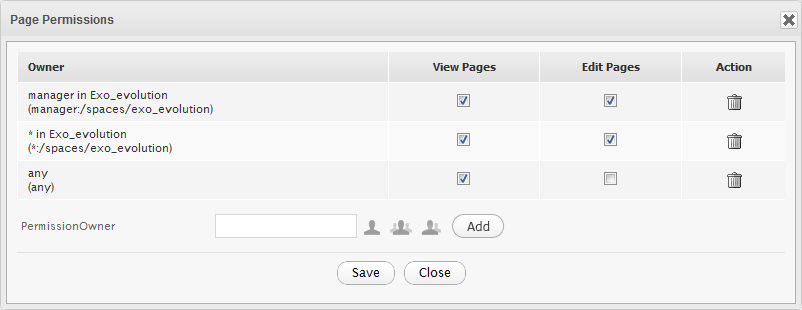 Page Permissions
Owner View Pages Edit Pages Action
manager in Exo_evolution
(manager:/spaces/exo_evolution)
* in Exo_evolution
(*:/spaces/exo_evolution)
any
(any)
PermissionOwner Add
Save Close